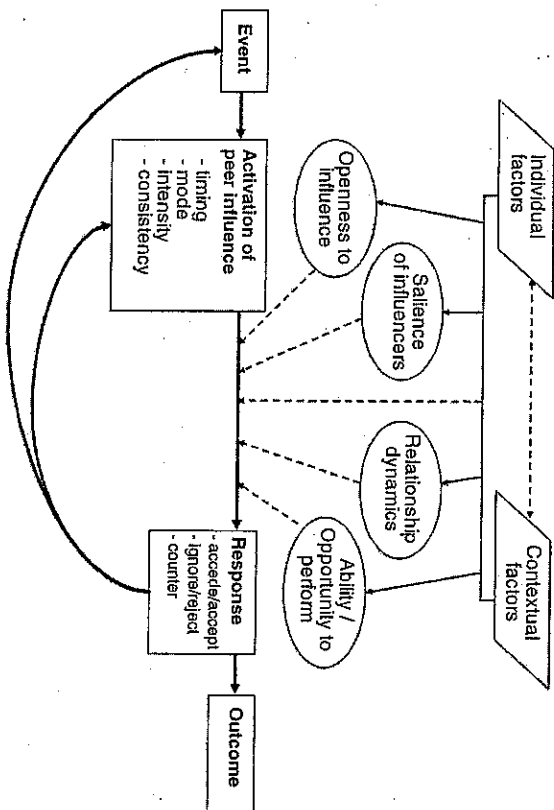 Individual
factors
Contextual
factors
Openness to
influence
Salience
of influencers
Relationship
dynamics
Ability /
Opportunity to
perform
Event
Activation of
peer influence
- timing
- mode
- intensity
- consistency
Response
- accede/accept
- ignore/reject
- counter
Outcome